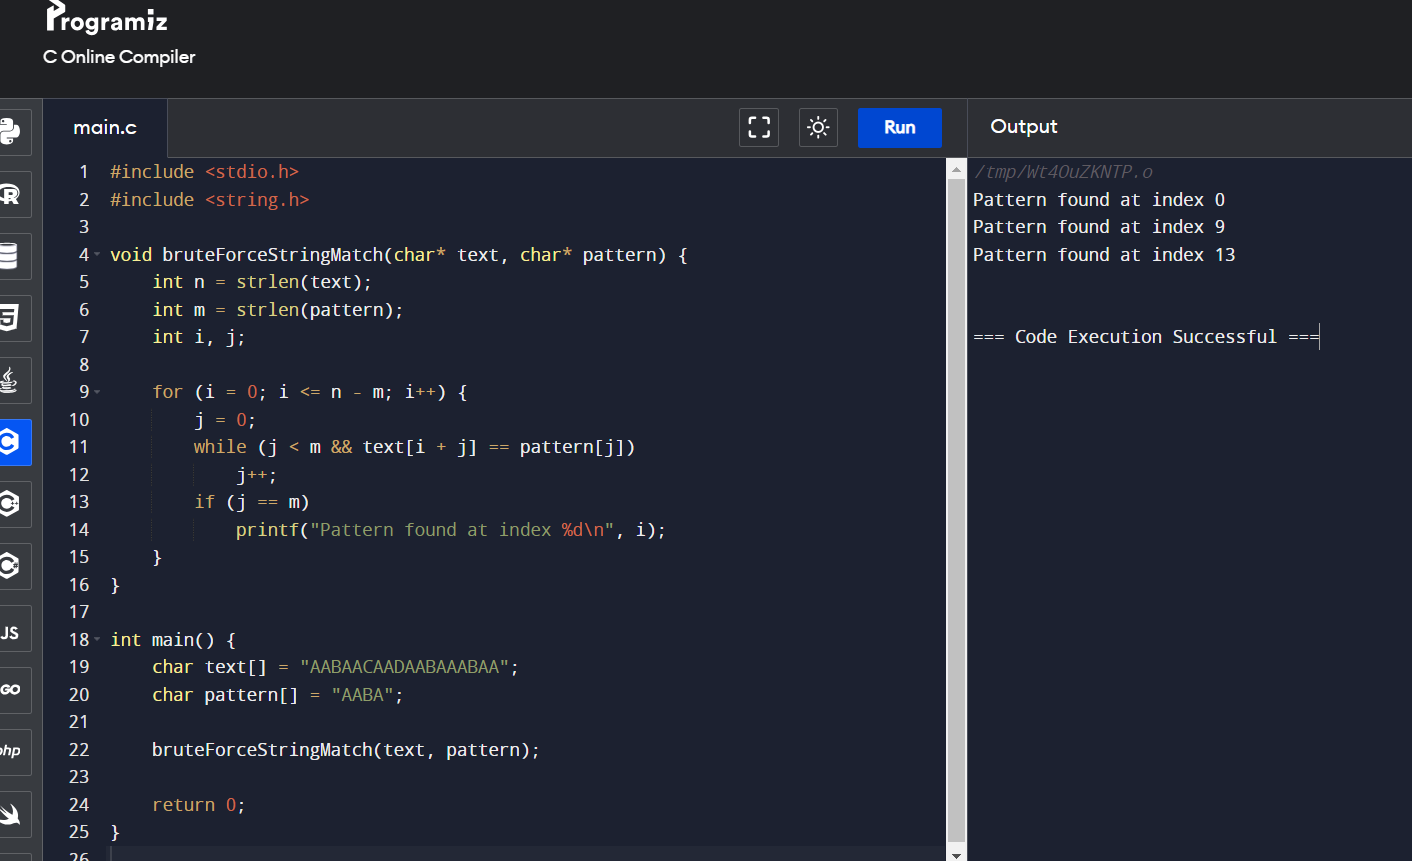 Programiz
C Online Compiler
main.c
Run
Output
1 #include <stdio.h>
2 #include <string.h>
3
4 void bruteForceStringMatch(char* text, char* pattern) {
5 int n = strlen(text);
6 int m = strlen(pattern);
7 int i, j;
8
9 for (i = 0; i <= n - m; i++) {
10 j = 0;
11 while (j < m && text[i + j] == pattern[j])
12 j++;
13 if (j == m)
14 printf("Pattern found at index %d\n", i);
15 }
16 }
17
18 int main() {
19 char text[] = "AABAACAADAABAAABAA";
20 char pattern[] = "AABA";
21
22 bruteForceStringMatch(text, pattern);
23
24 return 0;
25 }
26
/tmp/Wt4OuZKNTP.o
Pattern found at index 0
Pattern found at index 9
Pattern found at index 13
=== Code Execution Successful ===
R
5
C
C++
C#
JS
GO
php